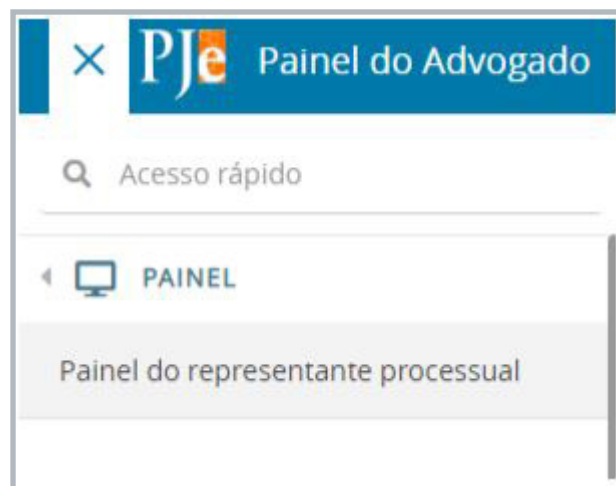 PJe Painel do Advogado
Acesso rápido
PAINEL
Painel do representante processual